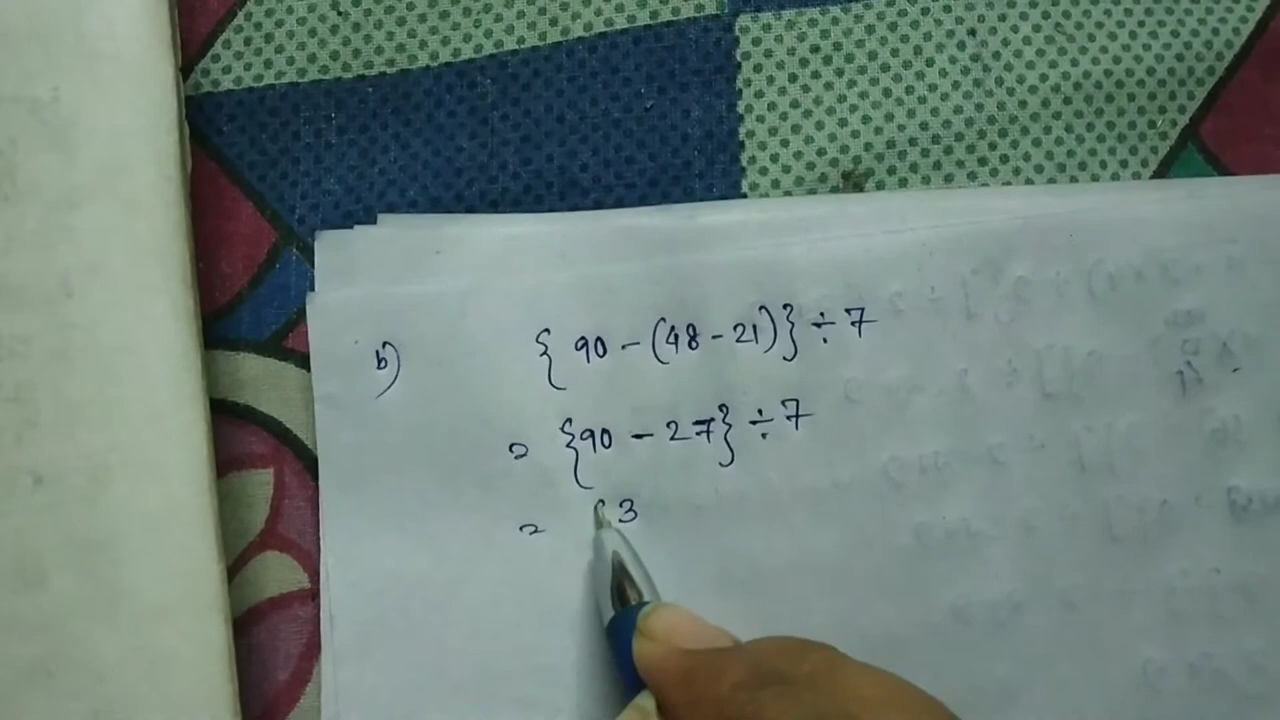 b) { 90 - (48 - 21)} ÷ 7
= {90 - 27} ÷ 7
= 63